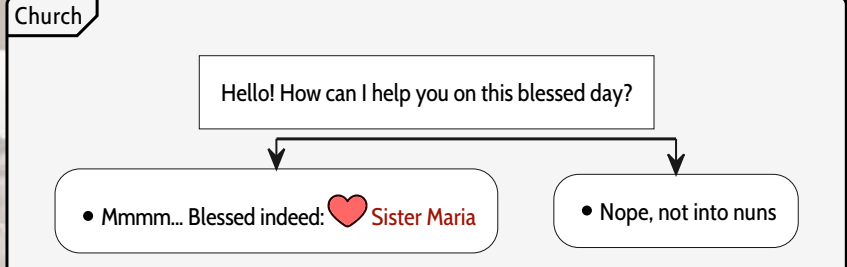 Church
Hello! How can I help you on this blessed day?
• Mmmm... Blessed indeed: Sister Maria
• Nope, not into nuns